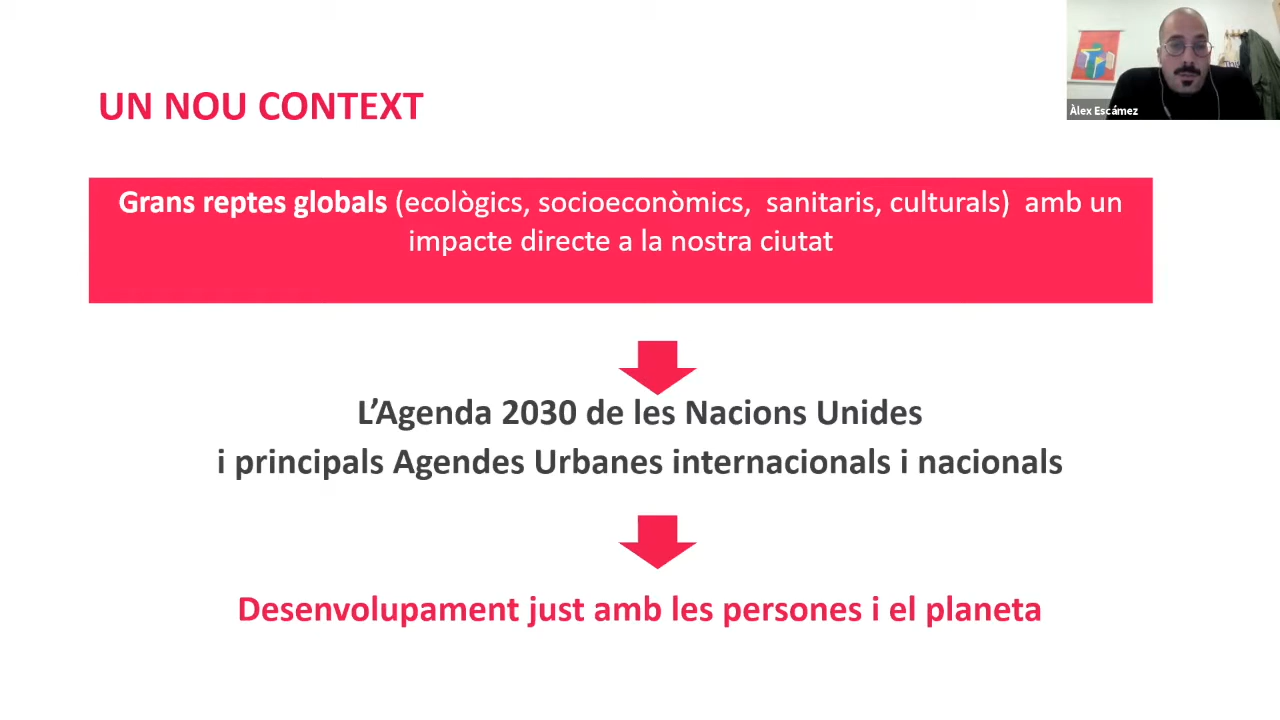 UN NOU CONTEXT
Àlex Escámez
Grans reptes globals (ecològics, socioeconòmics,  sanitaris, culturals)  amb un
impacte directe a la nostra ciutat
L’Agenda 2030 de les Nacions Unides
i principals Agendes Urbanes internacionals i nacionals
Desenvolupament just amb les persones i el planeta